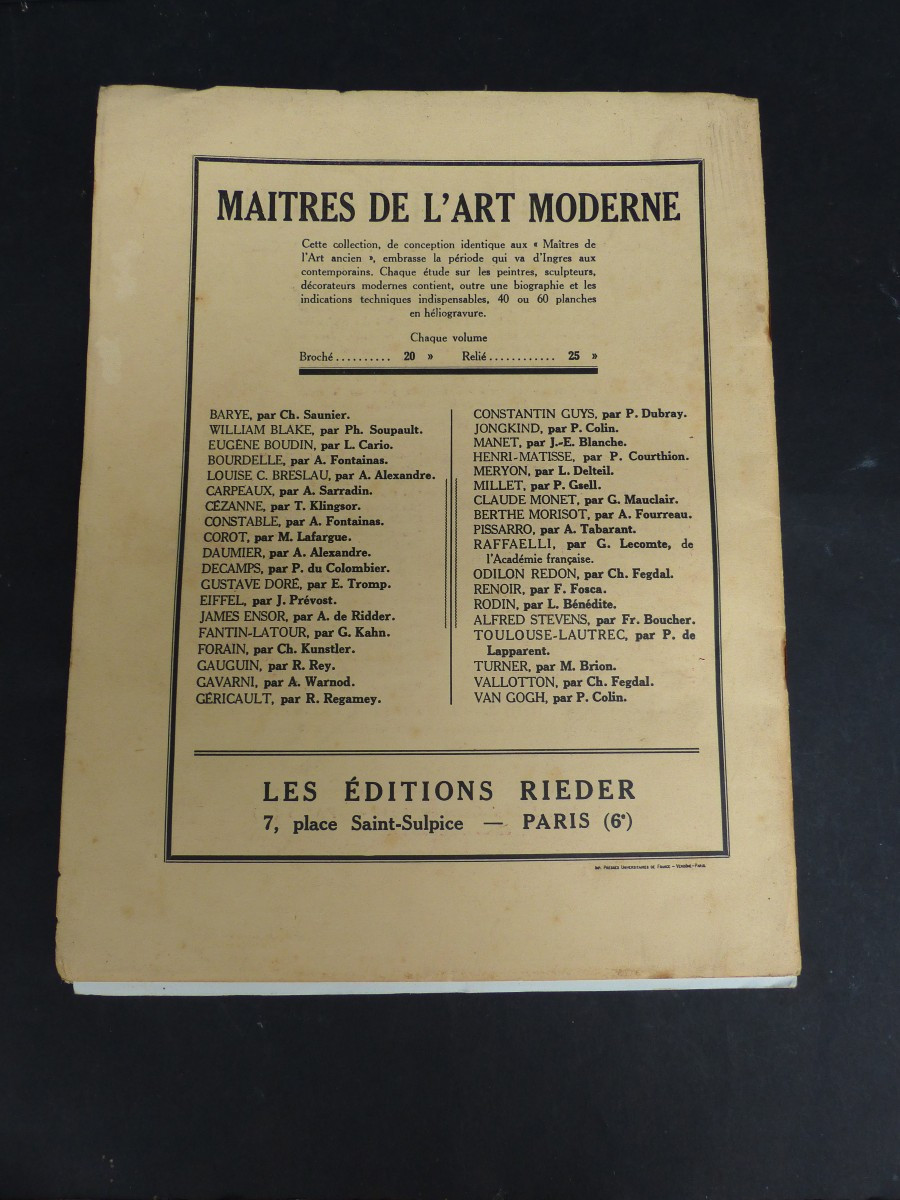 MAITRES DE L'ART MODERNE
Cette collection, de conception identique aux « Maîtres de
l'Art ancien », embrasse la période qui va d'Ingres aux
contemporains. Chaque étude sur les peintres, sculpteurs,
décorateurs modernes contient, outre une biographie et les
indications techniques indispensables, 40 ou 60 planches
en héliogravure.
Chaque volume
Broché.......... 20 » Relié............ 25 »
BARYE, par Ch. Saunier.
WILLIAM BLAKE, par Ph. Soupault.
EUGÈNE BOUDIN, par L. Cario.
BOURDELLE, par A. Fontainas.
LOUISE C. BRESLAU, par A. Alexandre.
CARPEAUX, par A. Sarradin.
CÉZANNE, par T. Klingsor.
CONSTABLE, par A. Fontainas.
COROT, par M. Lafargue.
DAUMIER, par A. Alexandre.
DECAMPS, par P. du Colombier.
GUSTAVE DORÉ, par E. Tromp.
EIFFEL, par J. Prévost.
JAMES ENSOR, par A. de Ridder.
FANTIN-LATOUR, par G. Kahn.
FORAIN, par Ch. Kunstler.
GAUGUIN, par R. Rey.
GAVARNI, par A. Warnod.
GÉRICAULT, par R. Regamey.
CONSTANTIN GUYS, par P. Dubray.
JONGKIND, par P. Colin.
MANET, par J.-E. Blanche.
HENRI-MATISSE, par P. Courthion.
MERYON, par L. Delteil.
MILLET, par P. Gsell.
CLAUDE MONET, par G. Mauclair.
BERTHE MORISOT, par A. Fourreau.
PISSARRO, par A. Tabarant.
RAFFAELLI, par G. Lecomte, de
l'Académie française.
ODILON REDON, par Ch. Fegdal.
RENOIR, par F. Fosca.
RODIN, par L. Bénédite.
ALFRED STEVENS, par Fr. Boucher.
TOULOUSE-LAUTREC, par P. de
Lapparent.
TURNER, par M. Brion.
VALLOTTON, par Ch. Fegdal.
VAN GOGH, par P. Colin.
LES ÉDITIONS RIEDER
7, place Saint-Sulpice — PARIS (6e)
IMP. PRESSES UNIVERSITAIRES DE FRANCE – VENDÔME-PARIS